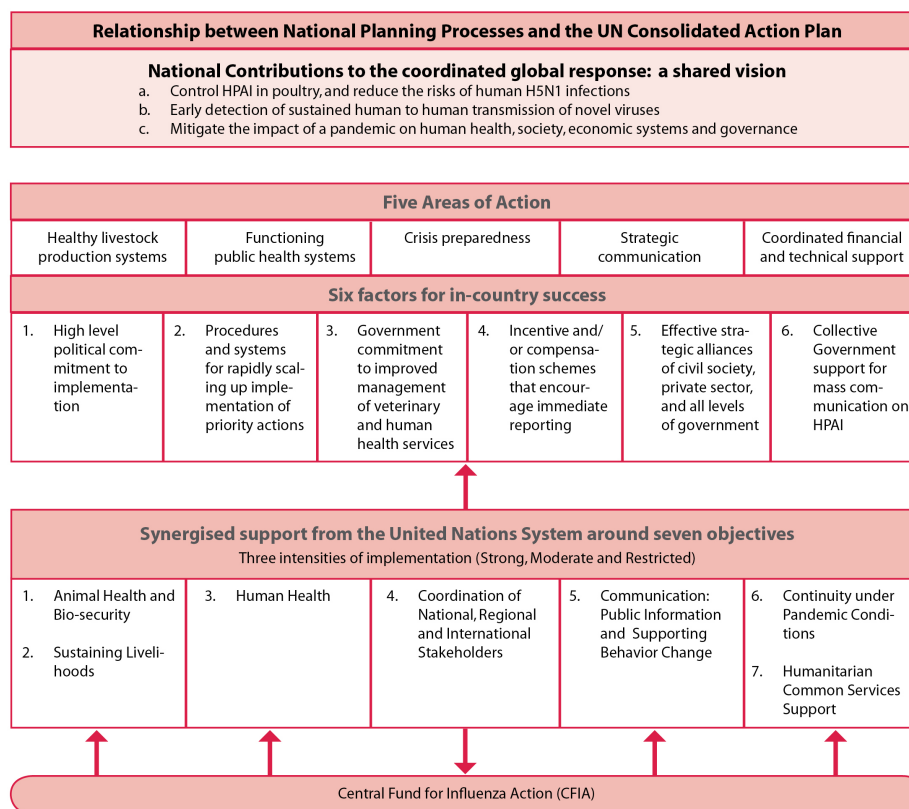 Relationship between National Planning Processes and the UN Consolidated Action Plan
National Contributions to the coordinated global response: a shared vision
a. Control HPAI in poultry, and reduce the risks of human H5N1 infections
b. Early detection of sustained human to human transmission of novel viruses
c. Mitigate the impact of a pandemic on human health, society, economic systems and governance
Five Areas of Action
Healthy livestock
production systems
Functioning
public health systems
Crisis preparedness
Strategic
communication
Coordinated financial
and technical support
Six factors for in-country success
1. High level
political com-
mitment to
implementa-
tion
2. Procedures
and systems
for rapidly scal-
ing up imple-
mentation of
priority actions
3. Government
commitment
to improved
management
of veterinary
and human
health services
4. Incentive and/
or compensa-
tion schemes
that encour-
age immediate
reporting
5. Effective stra-
tegic alliances
of civil society,
private sector,
and all levels
of government
6. Collective
Government
support for
mass com-
munication on
HPAI
Synergised support from the United Nations System around seven objectives
Three intensities of implementation (Strong, Moderate and Restricted)
1. Animal Health and
Bio-security
2. Sustaining Liveli-
hoods
3. Human Health
4. Coordination of
National, Regional
and International
Stakeholders
5. Communication:
Public Information
and Supporting
Behavior Change
6. Continuity under
Pandemic Condi-
tions
7. Humanitarian
Common Services
Support
Central Fund for Influenza Action (CFIA)